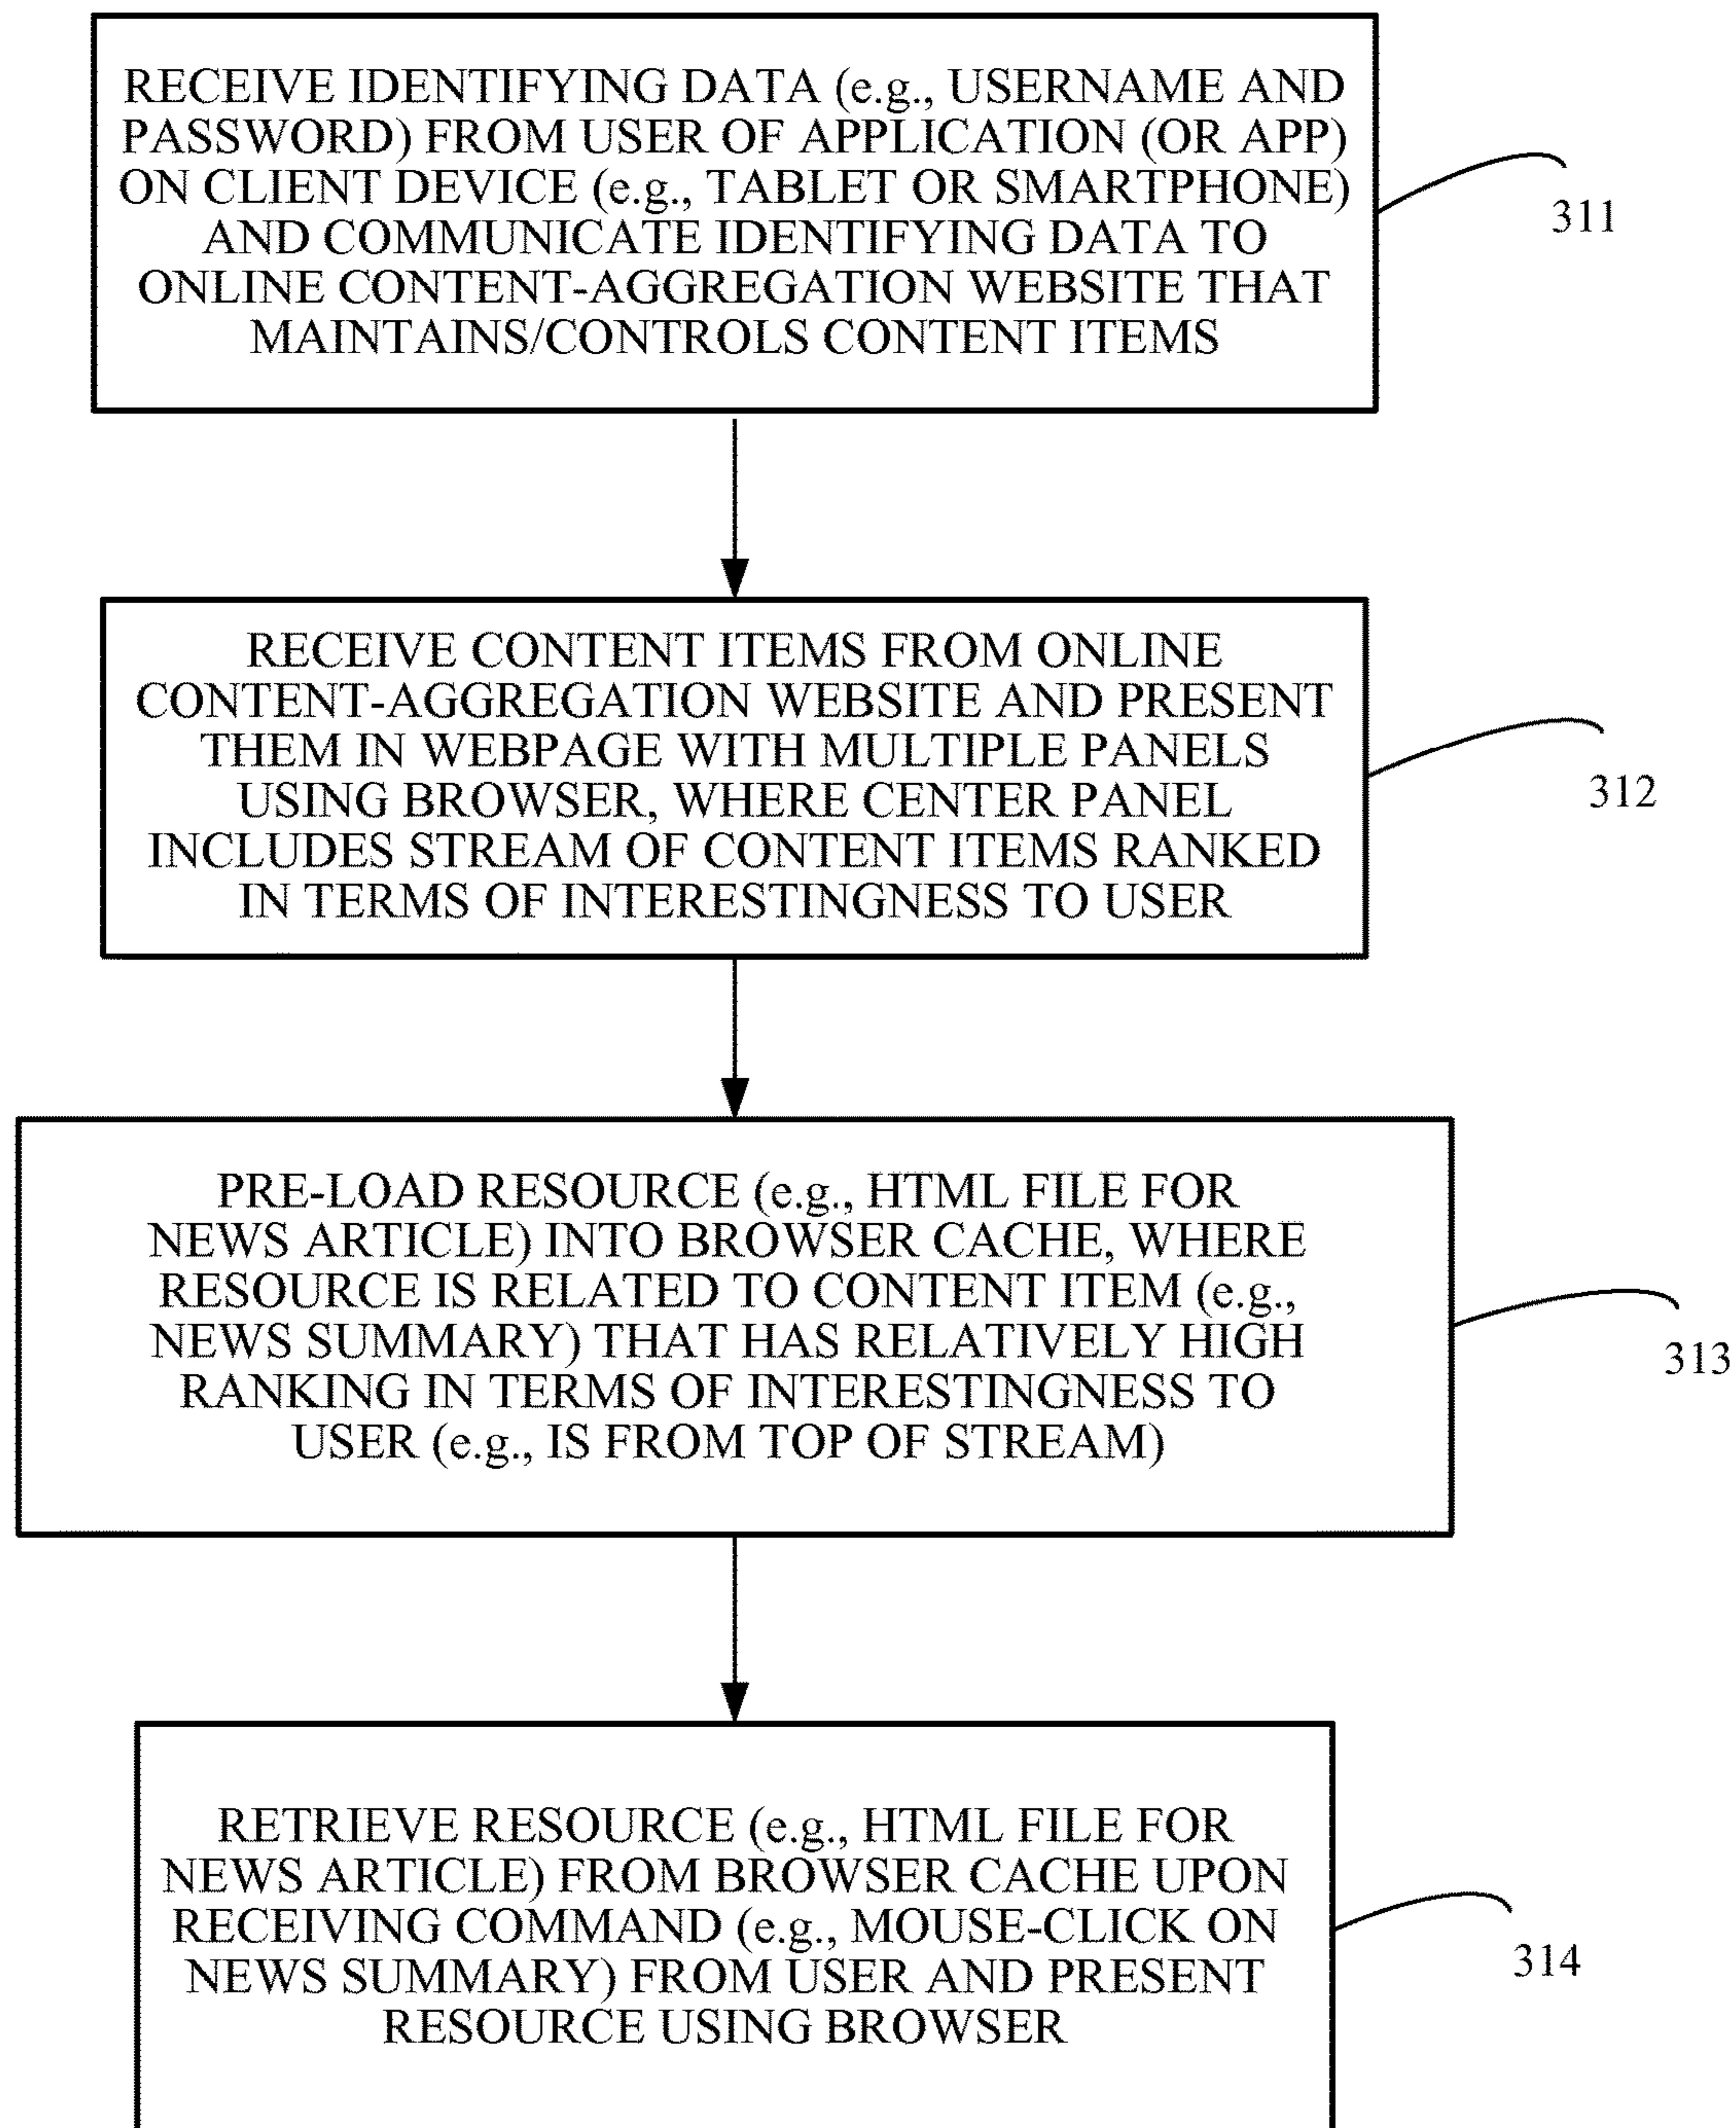 RECEIVE IDENTIFYING DATA (e.g., USERNAME AND
PASSWORD) FROM USER OF APPLICATION (OR APP)
ON CLIENT DEVICE (e.g., TABLET OR SMARTPHONE)
AND COMMUNICATE IDENTIFYING DATA TO
ONLINE CONTENT-AGGREGATION WEBSITE THAT
MAINTAINS/CONTROLS CONTENT ITEMS
311
RECEIVE CONTENT ITEMS FROM ONLINE
CONTENT-AGGREGATION WEBSITE AND PRESENT
THEM IN WEBPAGE WITH MULTIPLE PANELS
USING BROWSER, WHERE CENTER PANEL
INCLUDES STREAM OF CONTENT ITEMS RANKED
IN TERMS OF INTERESTINGNESS TO USER
312
PRE-LOAD RESOURCE (e.g., HTML FILE FOR
NEWS ARTICLE) INTO BROWSER CACHE, WHERE
RESOURCE IS RELATED TO CONTENT ITEM (e.g.,
NEWS SUMMARY) THAT HAS RELATIVELY HIGH
RANKING IN TERMS OF INTERESTINGNESS TO
USER (e.g., IS FROM TOP OF STREAM)
313
RETRIEVE RESOURCE (e.g., HTML FILE FOR
NEWS ARTICLE) FROM BROWSER CACHE UPON
RECEIVING COMMAND (e.g., MOUSE-CLICK ON
NEWS SUMMARY) FROM USER AND PRESENT
RESOURCE USING BROWSER
314